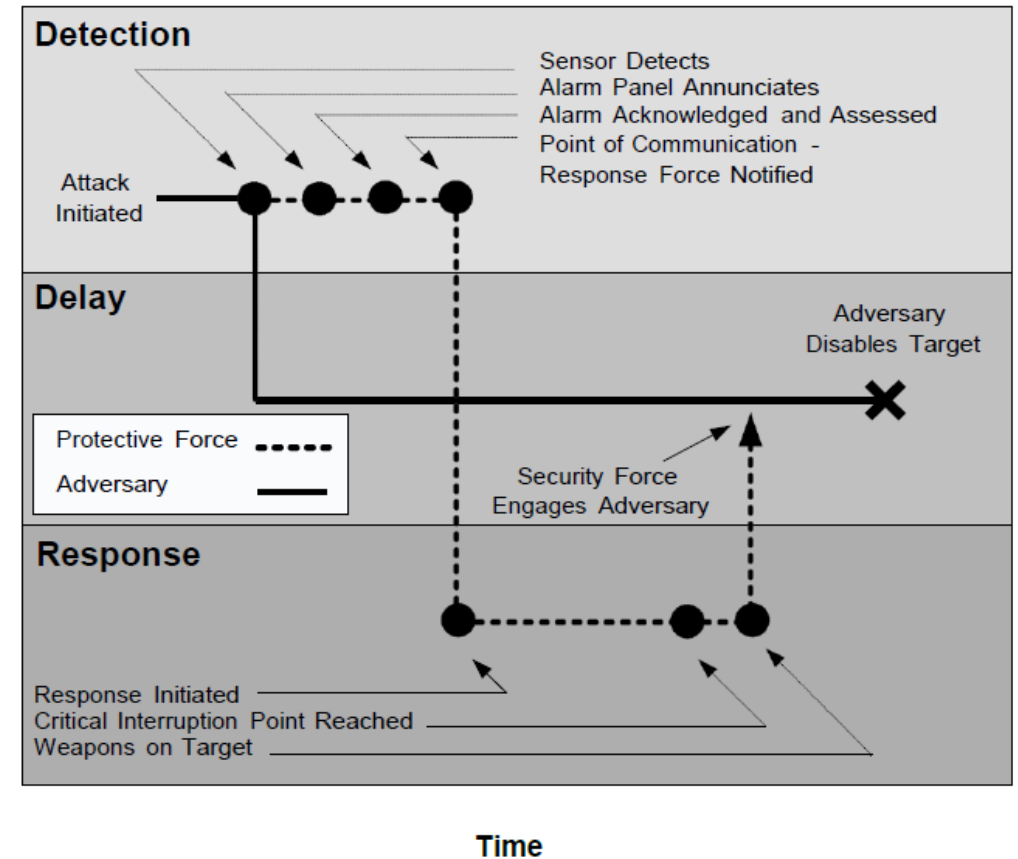 Detection
Sensor Detects
Alarm Panel Annunciates
Alarm Acknowledged and Assessed
Point of Communication -
Response Force Notified
Attack
Initiated
Delay
Adversary
Disables Target
Protective Force
Adversary
Security Force
Engages Adversary
Response
Response Initiated
Critical Interruption Point Reached
Weapons on Target
Time